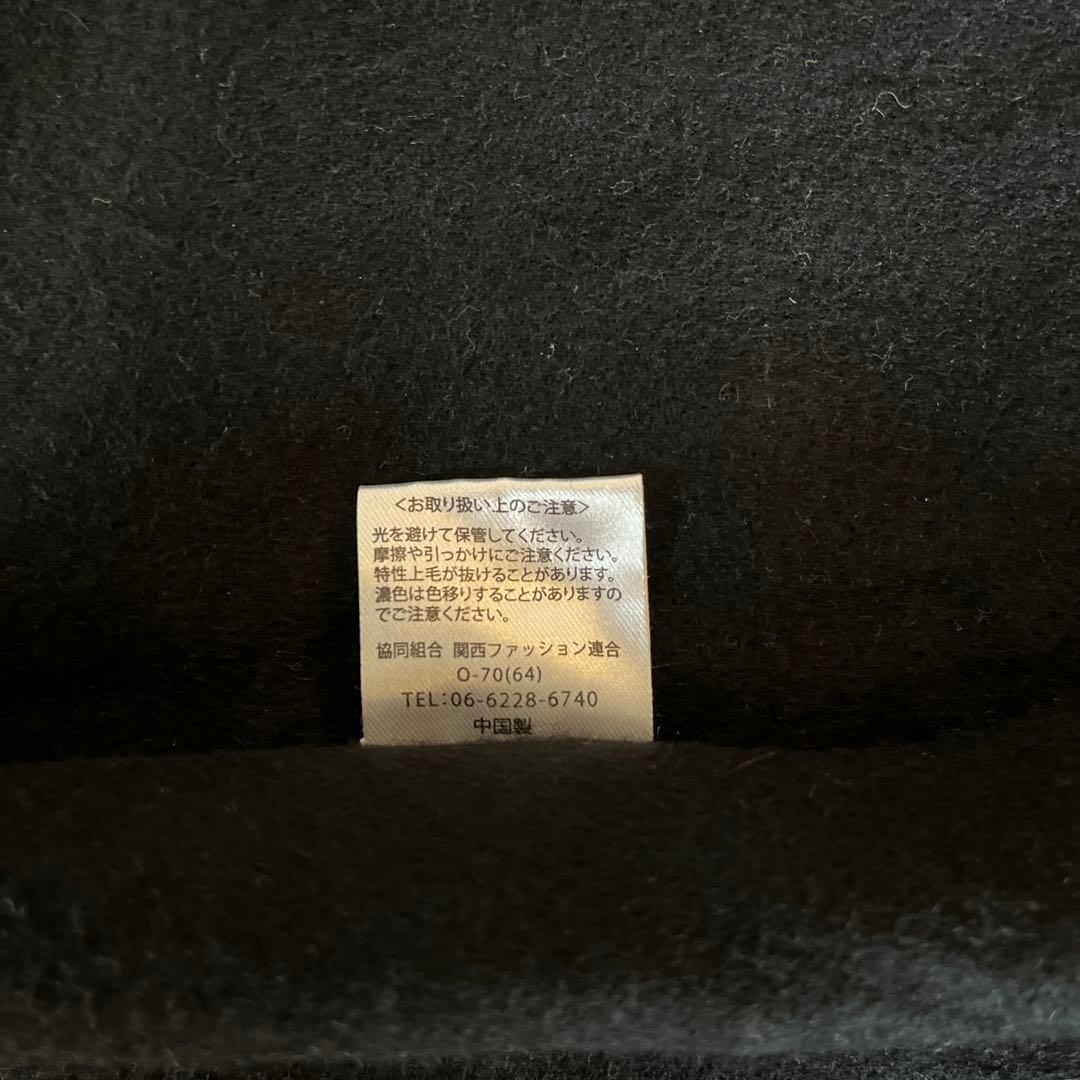 <お取り扱い上のご注意>
光を避けて保管してください。
摩擦や引っかけにご注意ください。
特性上毛が抜けることがあります。
濃色は色移りすることがありますの
でご注意ください。
協同組合 関西ファッション連合
O-70(64)
TEL:06-6228-6740
中国製